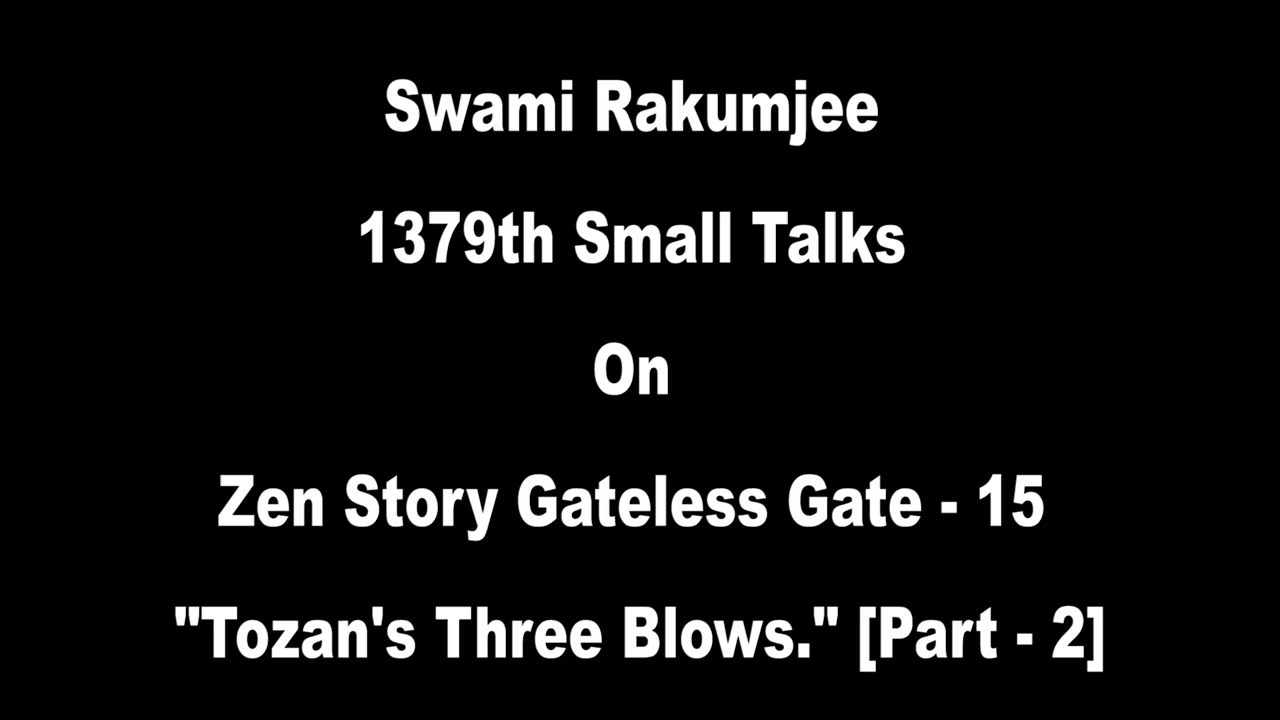 Swami Rakumjee
1379th Small Talks
On
Zen Story Gateless Gate - 15
"Tozan's Three Blows." [Part - 2]